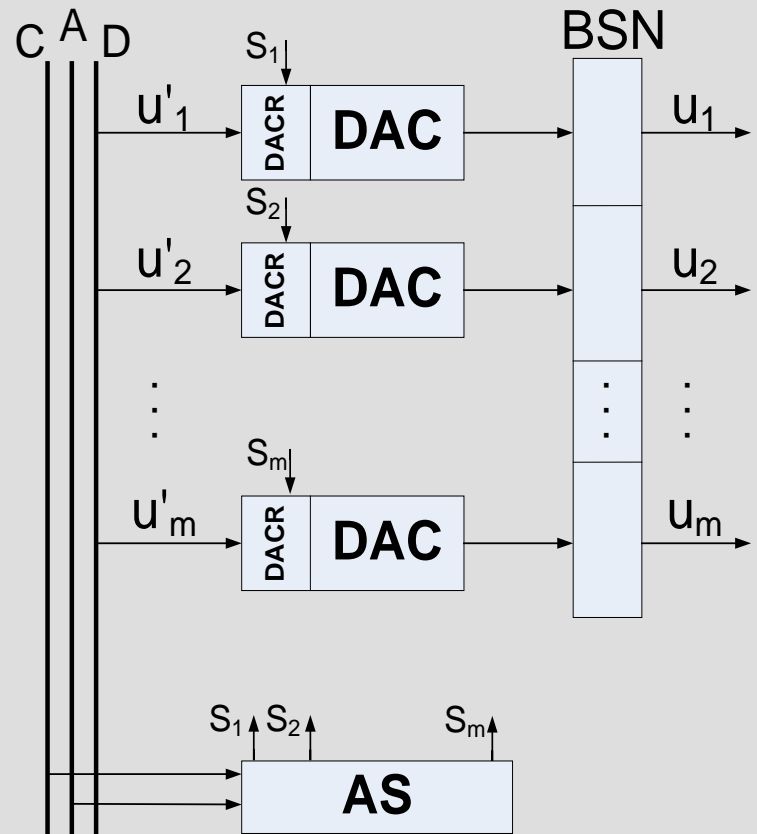 C A D
BSN
S1
u'1
DACR
DAC
u1
S2
u'2
DACR
DAC
u2
Sm
u'm
DACR
DAC
um
S1 S2 Sm
AS